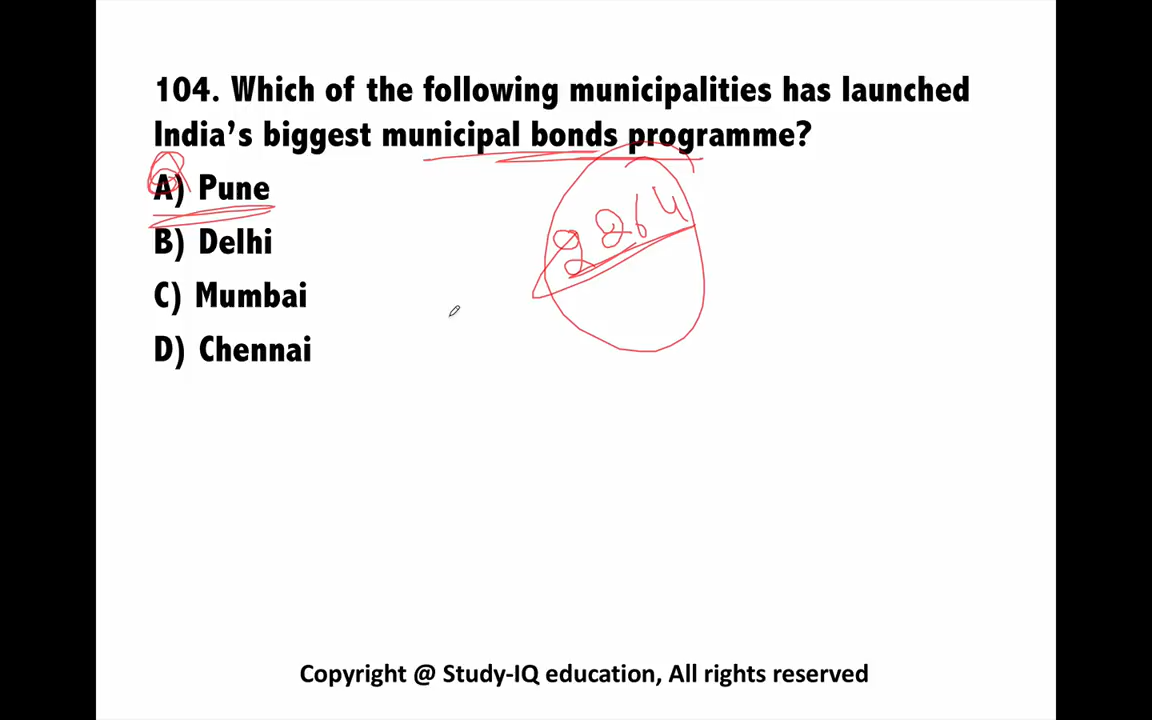 104. Which of the following municipalities has launched
India's biggest municipal bonds programme?
A) Pune
2264
B) Delhi
C) Mumbai
D) Chennai
Copyright @ Study-IQ education, All rights reserved